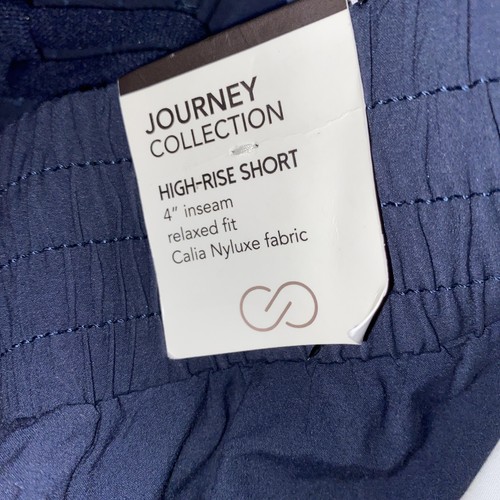 JOURNEY
COLLECTION
HIGH-RISE SHORT
4" inseam
relaxed fit
Calia Nyluxe fabric